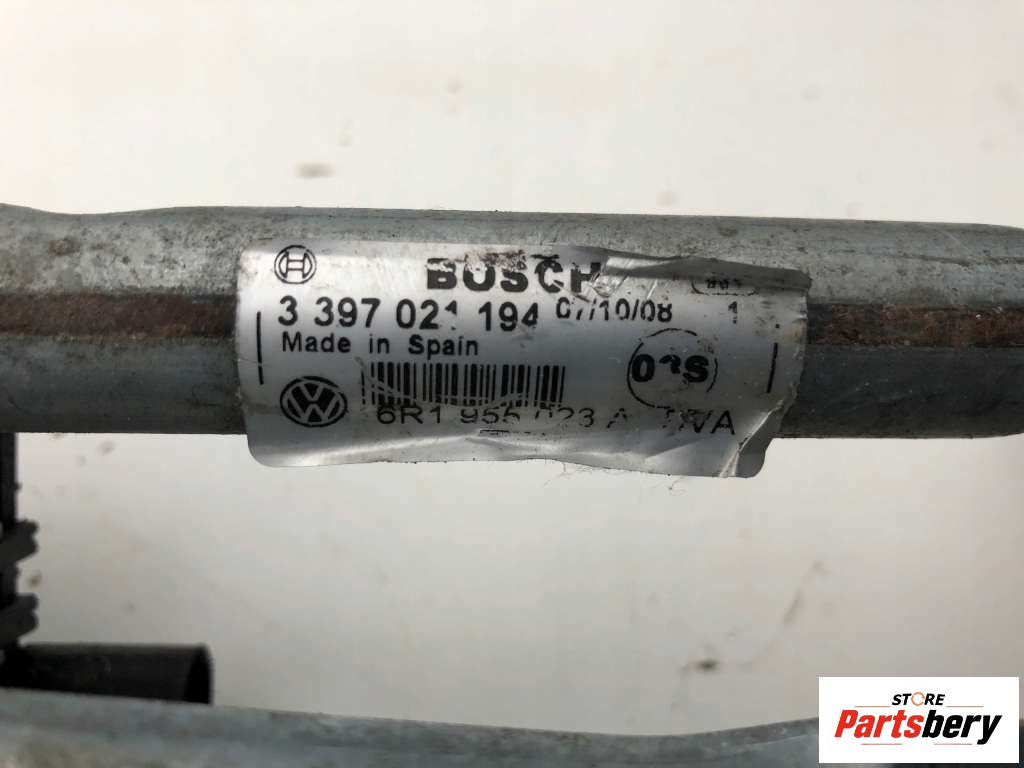 BOSCH
3 397 021 194 07/10/08 1
Made in Spain
6R1 955 023 A
STORE
Partsbery